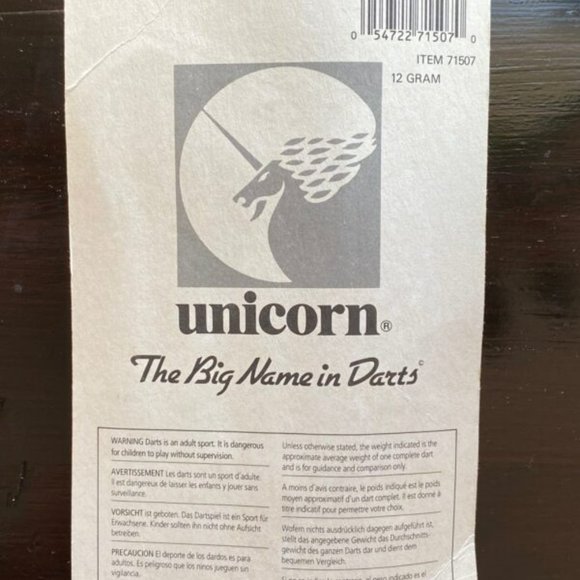 0 54722 71507 0
ITEM 71507
12 GRAM
unicorn®
The Big Name in Darts©
WARNING Darts is an adult sport. It is dangerous
for children to play without supervision.
AVERTISSEMENT Les darts sont un sport d'adulte.
Il est dangereux de laisser les enfants y jouer sans
surveillance.
VORSICHT ist geboten. Das Dartspiel ist ein Sport für
Erwachsene. Kinder sollten ihn nicht ohne Aufsicht
betreiben.
PRECAUCION El deporte de los dardos es para
adultos. Es peligroso que los ninos jueguen sin
vigilancia.
Unless otherwise stated, the weight indicated is the
approximate average weight of one complete dart
and is for guidance and comparison only.
A moins d'avis contraire, le poids indiqué est le poids
moyen approximatif d'un dart complet. Il est donné à
titre indicatif pour permettre votre choix.
Wofern nichts ausdrücklich dagegen aufgeführt ist,
stellt das angegebene Gewicht das Durchschnitts-
gewicht des ganzen Darts dar und dient dem
bequemen Vergleich.